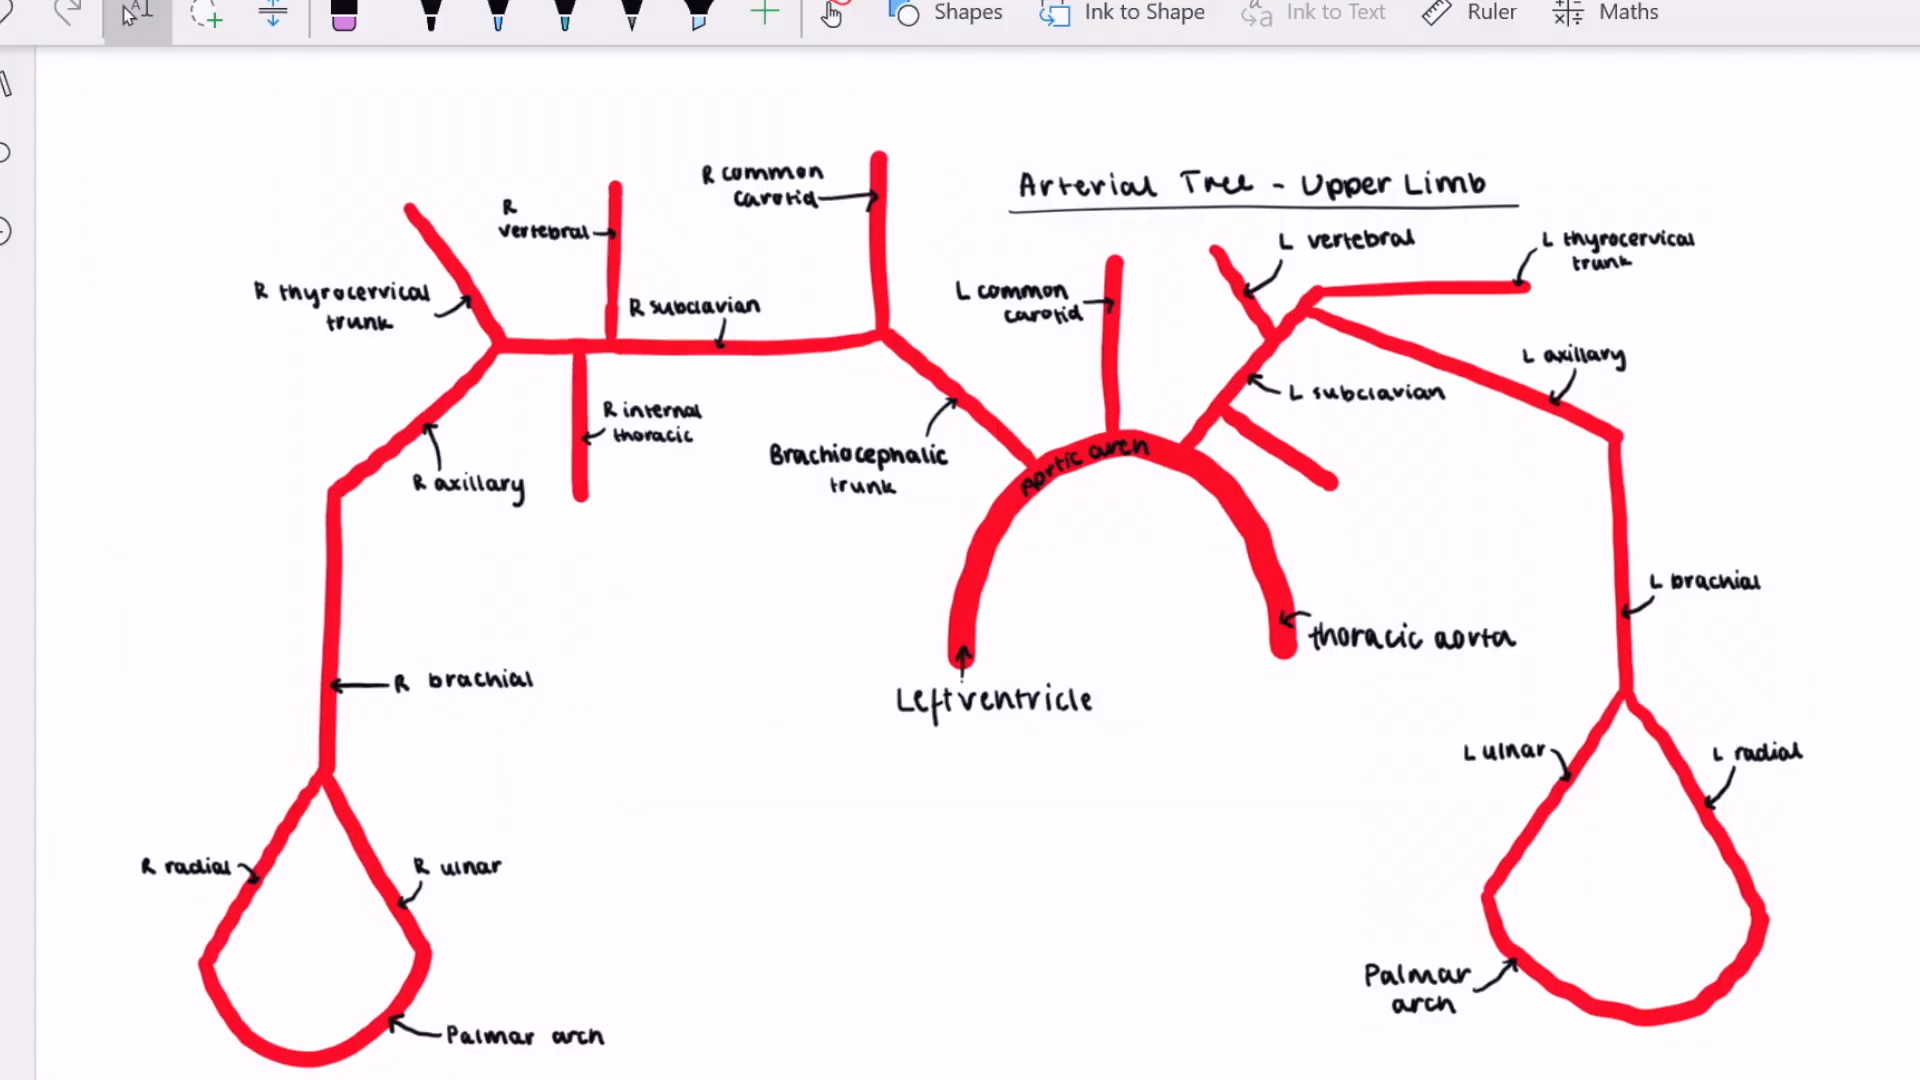 Shapes
Ink to Shape
Ink to Text
Ruler
Maths
Arterial Tree - Upper Limb
R common
carotid
R
vertebral
R thyrocervical
trunk
R subclavian
R internal
thoracic
R axillary
Brachiocephalic
trunk
L common
carotid
L vertebral
L thyrocervical
trunk
L axillary
L subclavian
Aortic arch
L brachial
thoracic aorta
Left ventricle
R brachial
L ulnar
L radial
R radial
R ulnar
Palmar
arch
Palmar arch